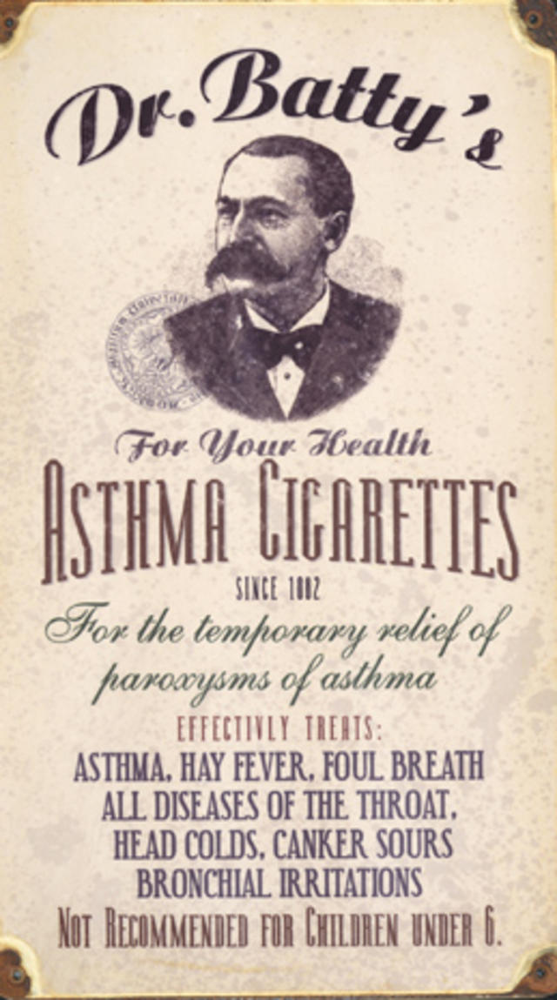 Dr. Batty's
For Your Health
ASTHMA CIGARETTES
SINCE 1882
For the temporary relief of
paroxysms of asthma
EFFECTIVLY TREATS:
ASTHMA, HAY FEVER, FOUL BREATH
ALL DISEASES OF THE THROAT,
HEAD COLDS, CANKER SOURS
BRONCHIAL IRRITATIONS
NOT RECOMMENDED FOR CHILDREN UNDER 6.